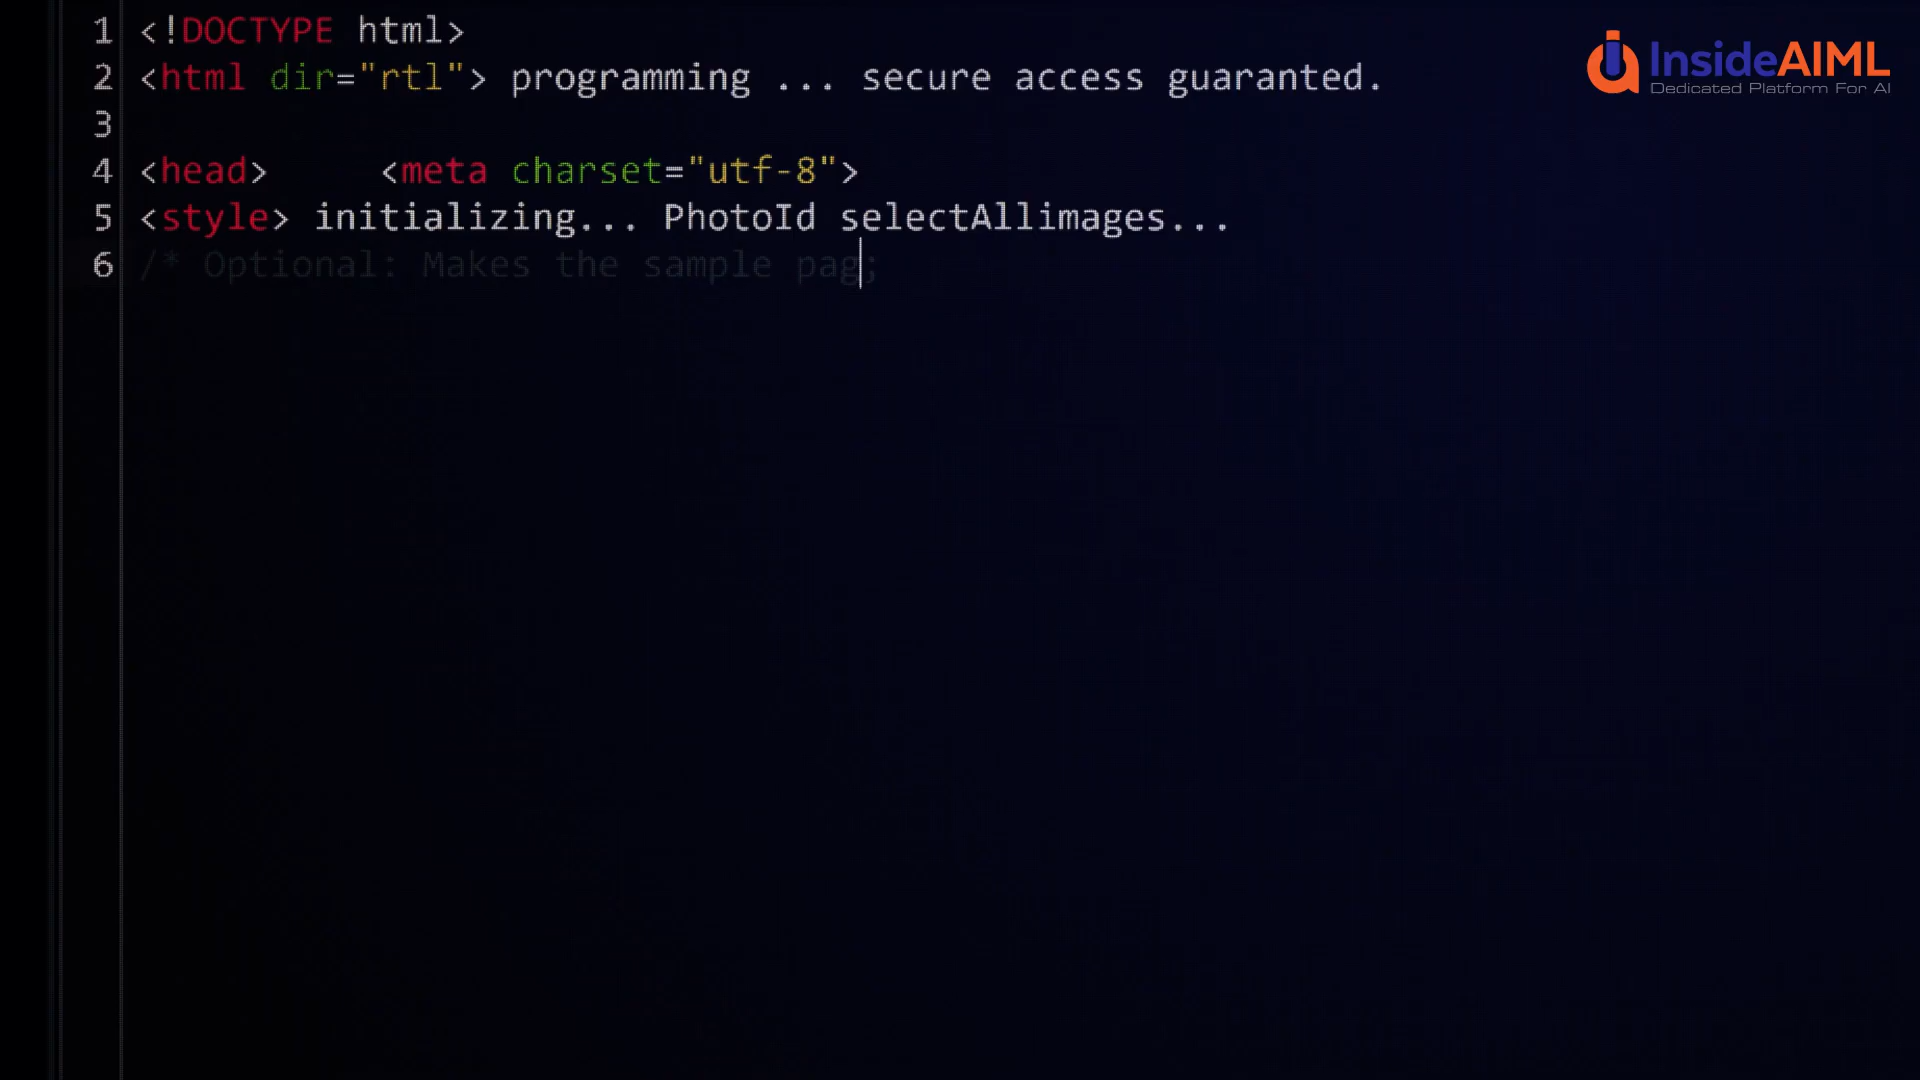 1 <!DOCTYPE html>
2 <html dir="rtl"> programming ... secure access guaranted.
3
4 <head>     <meta charset="utf-8">
5 <style> initializing... PhotoId selectAllimages...
6 /* Optional: Makes the sample pag;
InsideAIML
Dedicated Platform For AI